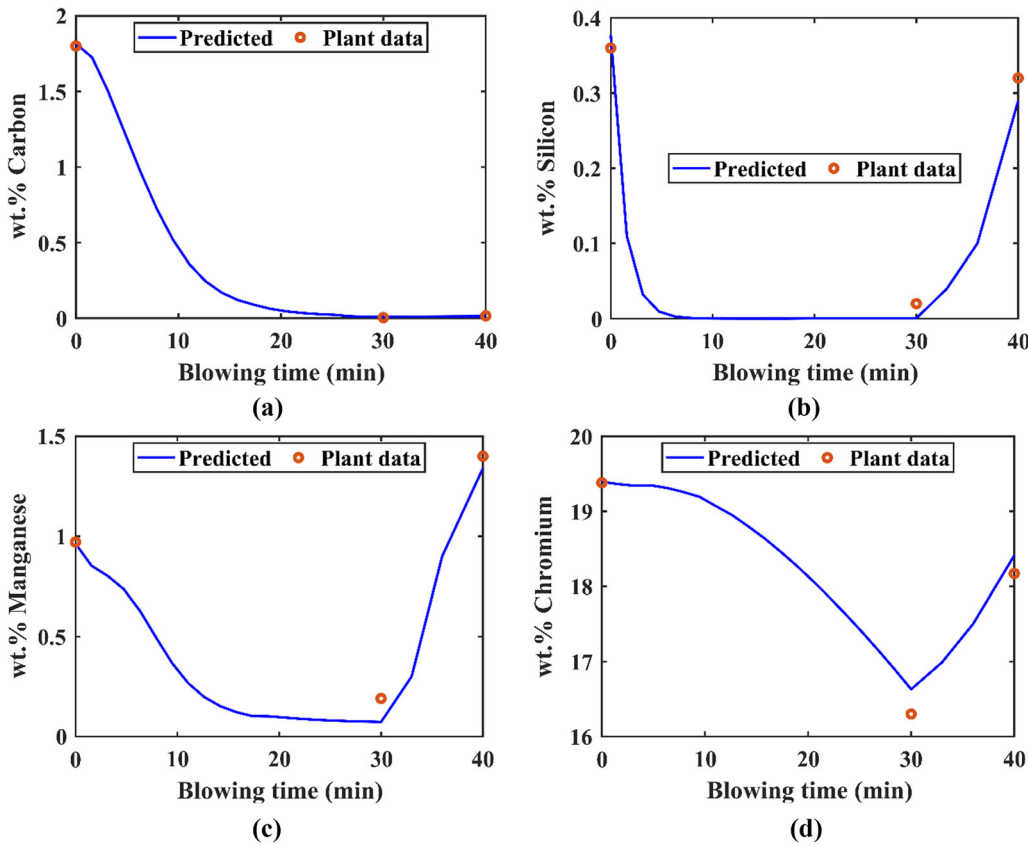 2
1.5
1
0.5
0
wt.% Carbon
Predicted Plant data
0 10 20 30 40
Blowing time (min)
(a)
0.4
0.3
0.2
0.1
0
wt.% Silicon
Predicted Plant data
0 10 20 30 40
Blowing time (min)
(b)
1.5
1
0.5
0
wt.% Manganese
Predicted Plant data
0 10 20 30 40
Blowing time (min)
(c)
20
19
18
17
16
wt.% Chromium
Predicted Plant data
0 10 20 30 40
Blowing time (min)
(d)